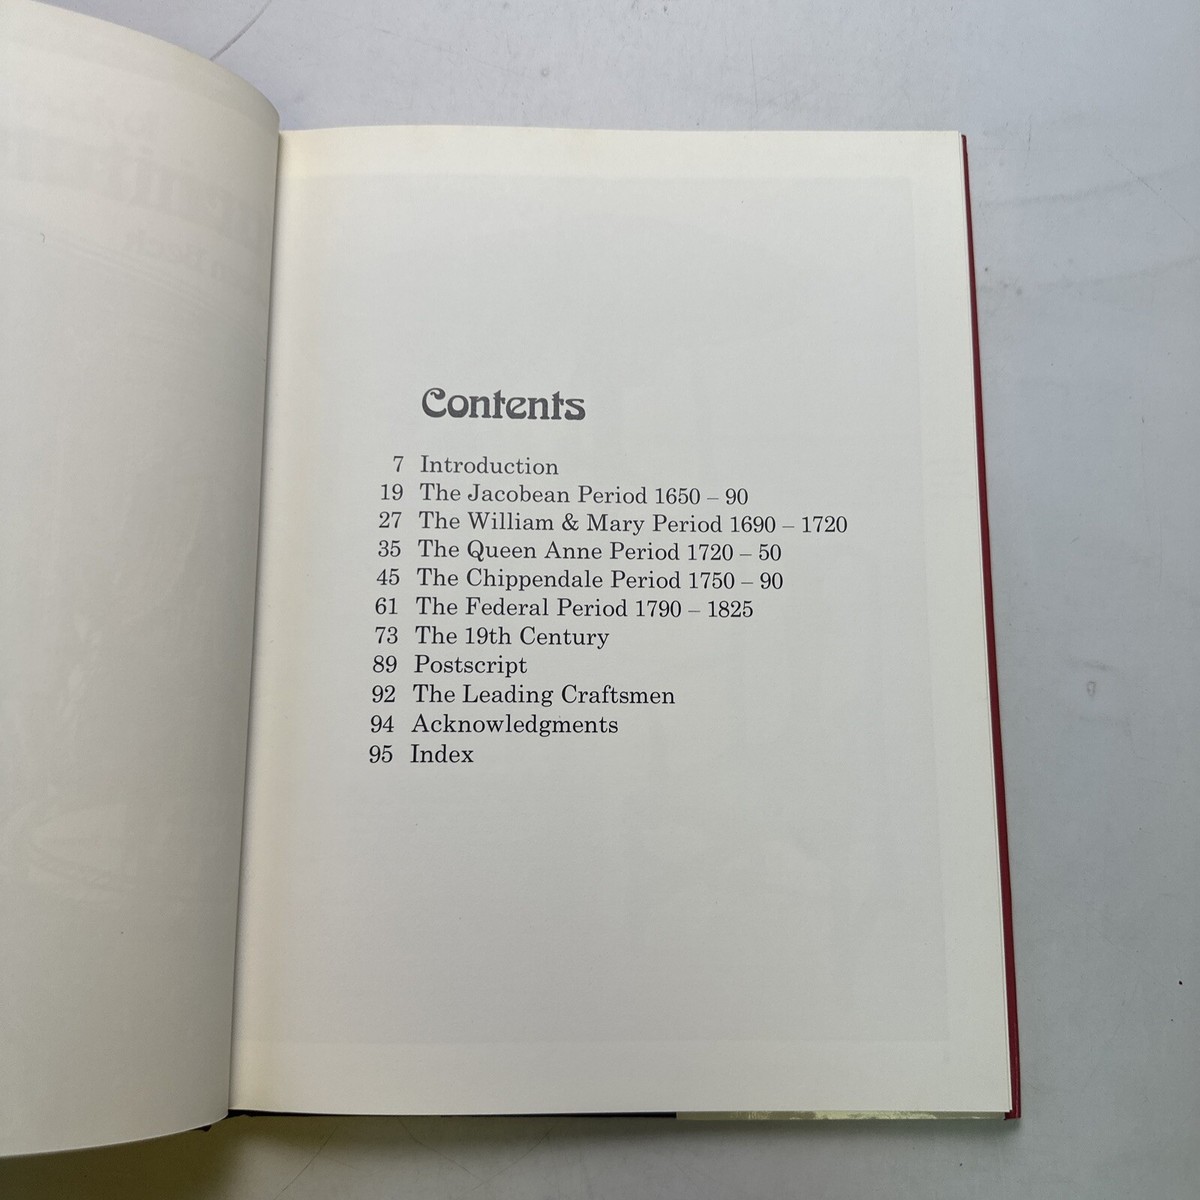 Contents
7 Introduction
19 The Jacobean Period 1650 – 90
27 The William & Mary Period 1690 – 1720
35 The Queen Anne Period 1720 – 50
45 The Chippendale Period 1750 – 90
61 The Federal Period 1790 – 1825
73 The 19th Century
89 Postscript
92 The Leading Craftsmen
94 Acknowledgments
95 Index